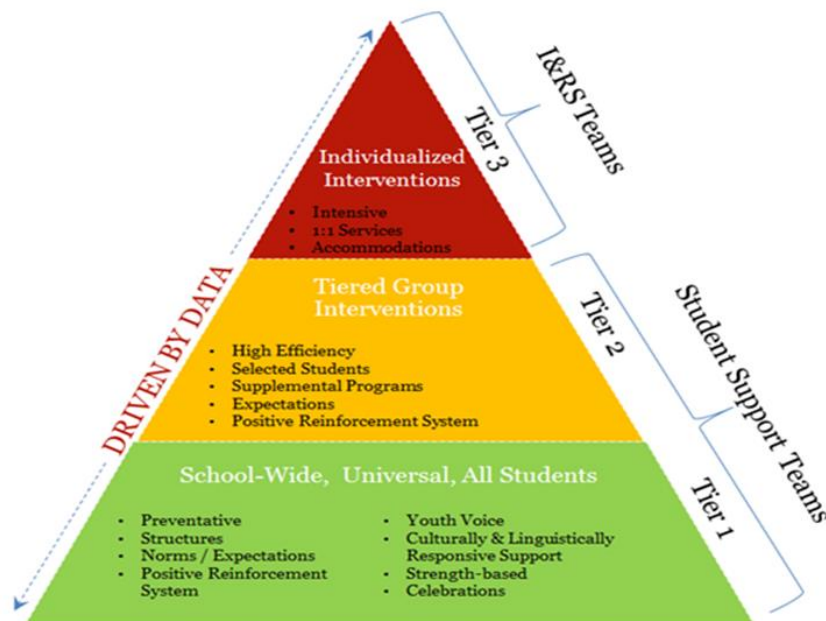 Individualized
Interventions
• Intensive
• 1:1 Services
• Accommodations
Tier 3
I&RS Teams
Tiered Group
Interventions
• High Efficiency
• Selected Students
• Supplemental Programs
• Expectations
• Positive Reinforcement System
Tier 2
Student Support Teams
DRIVEN BY DATA
School-Wide, Universal, All Students
• Preventative
• Structures
• Norms / Expectations
• Positive Reinforcement
System
• Youth Voice
• Culturally & Linguistically
Responsive Support
• Strength-based
• Celebrations
Tier 1